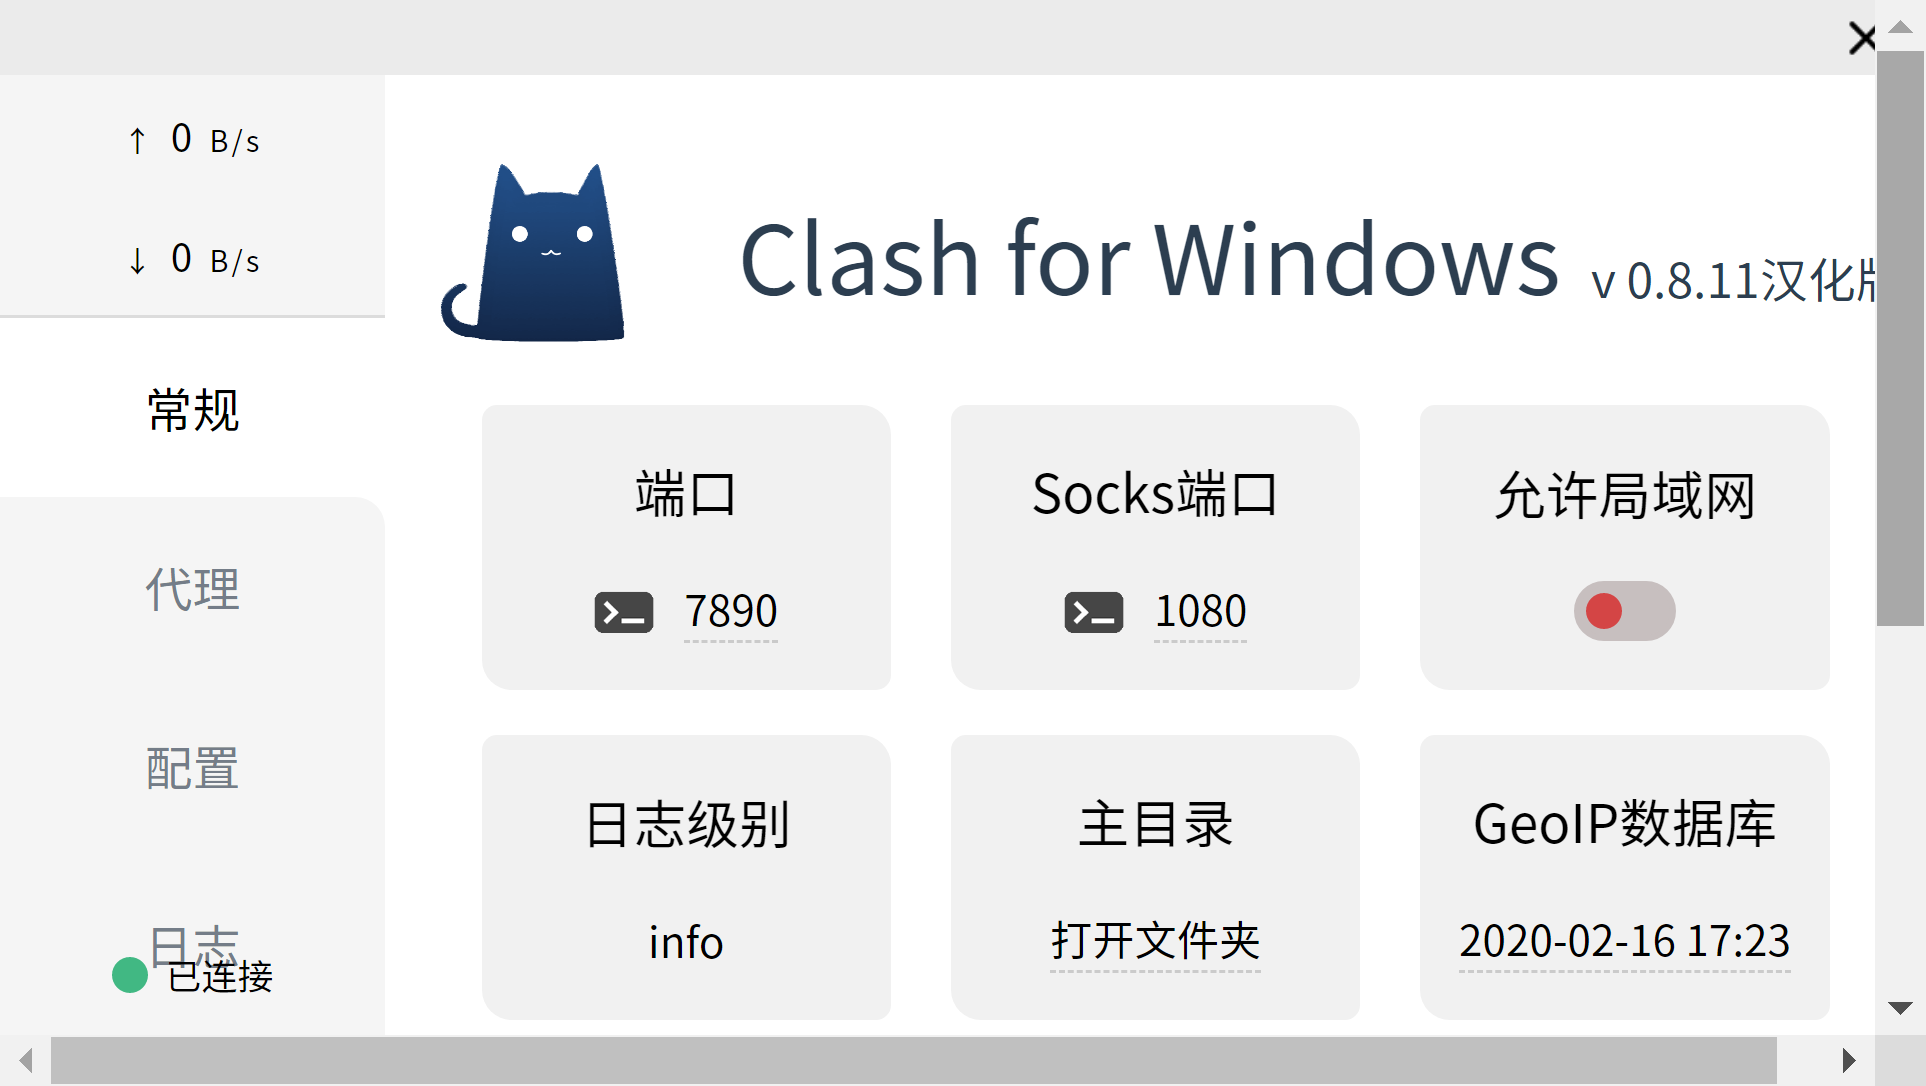 ↑ 0 B/s
↓ 0 B/s
常规
代理
配置
日志
已连接
Clash for Windows v 0.8.11汉化
端口
7890
Socks端口
1080
允许局域网
日志级别
info
主目录
打开文件夹
GeoIP数据库
2020-02-16 17:23